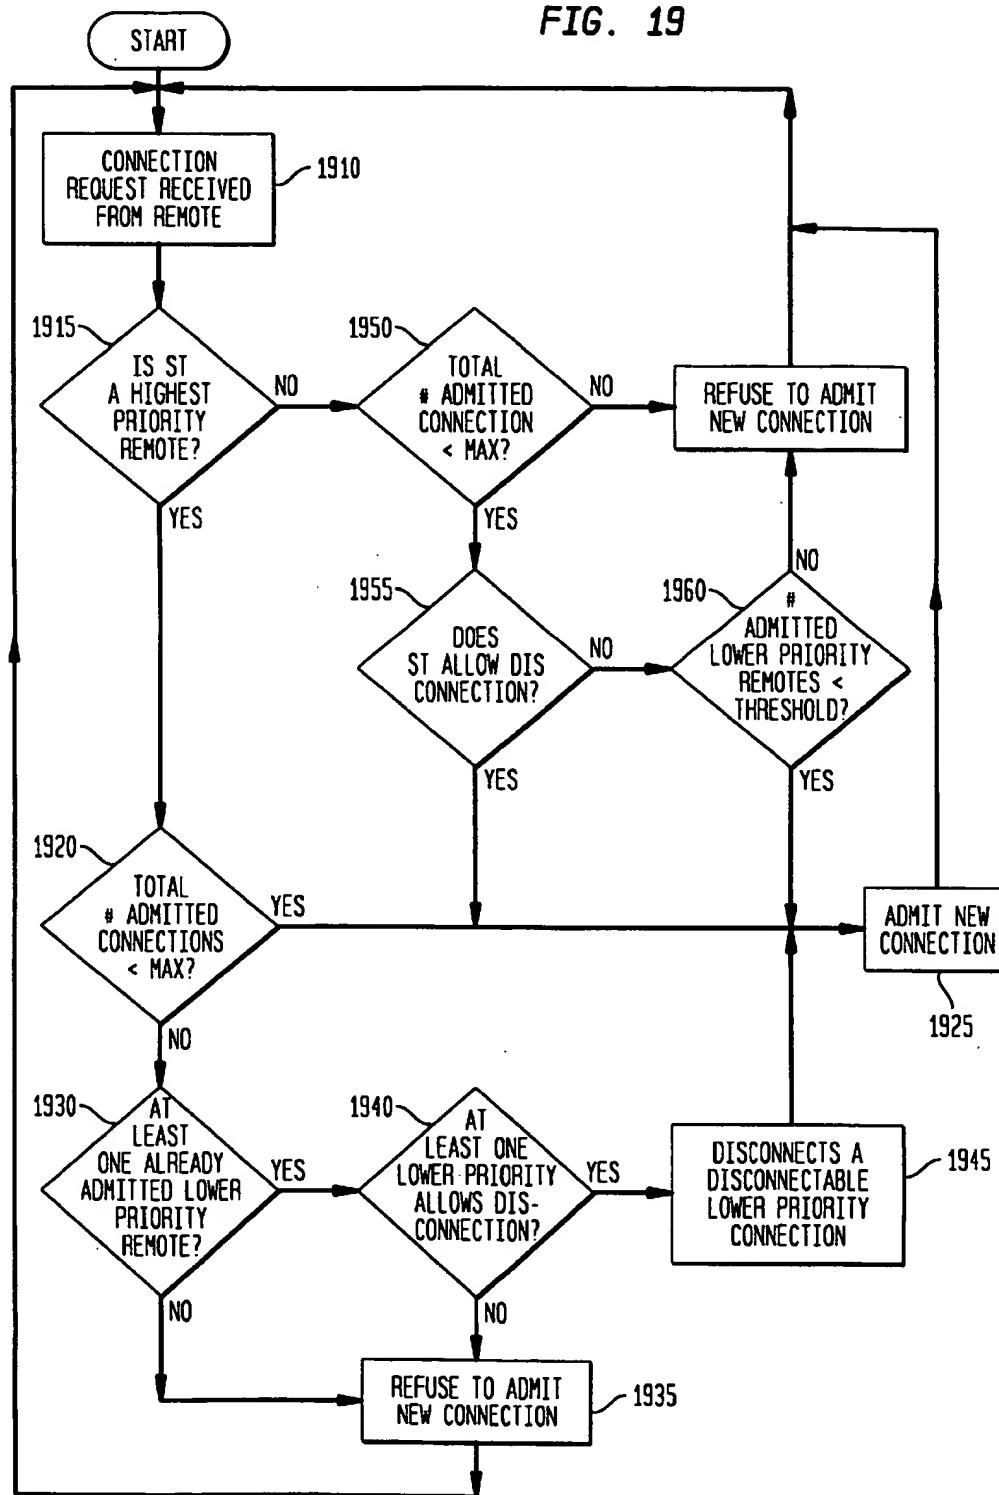 FIG. 19
START
CONNECTION
REQUEST RECEIVED
FROM REMOTE
1910
1915
IS ST
A HIGHEST
PRIORITY
REMOTE?
NO
YES
1950
TOTAL
# ADMITTED
CONNECTION
< MAX?
NO
YES
REFUSE TO ADMIT
NEW CONNECTION
1955
DOES
ST ALLOW DIS
CONNECTION?
NO
YES
1960
NO
#
ADMITTED
LOWER PRIORITY
REMOTES <
THRESHOLD?
YES
1920
TOTAL
# ADMITTED
CONNECTIONS
< MAX?
YES
NO
ADMIT NEW
CONNECTION
1925
1930
AT
LEAST
ONE ALREADY
ADMITTED LOWER
PRIORITY
REMOTE?
YES
NO
1940
AT
LEAST ONE
LOWER PRIORITY
ALLOWS DIS-
CONNECTION?
YES
NO
DISCONNECTS A
DISCONNECTABLE
LOWER PRIORITY
CONNECTION
1945
REFUSE TO ADMIT
NEW CONNECTION
1935